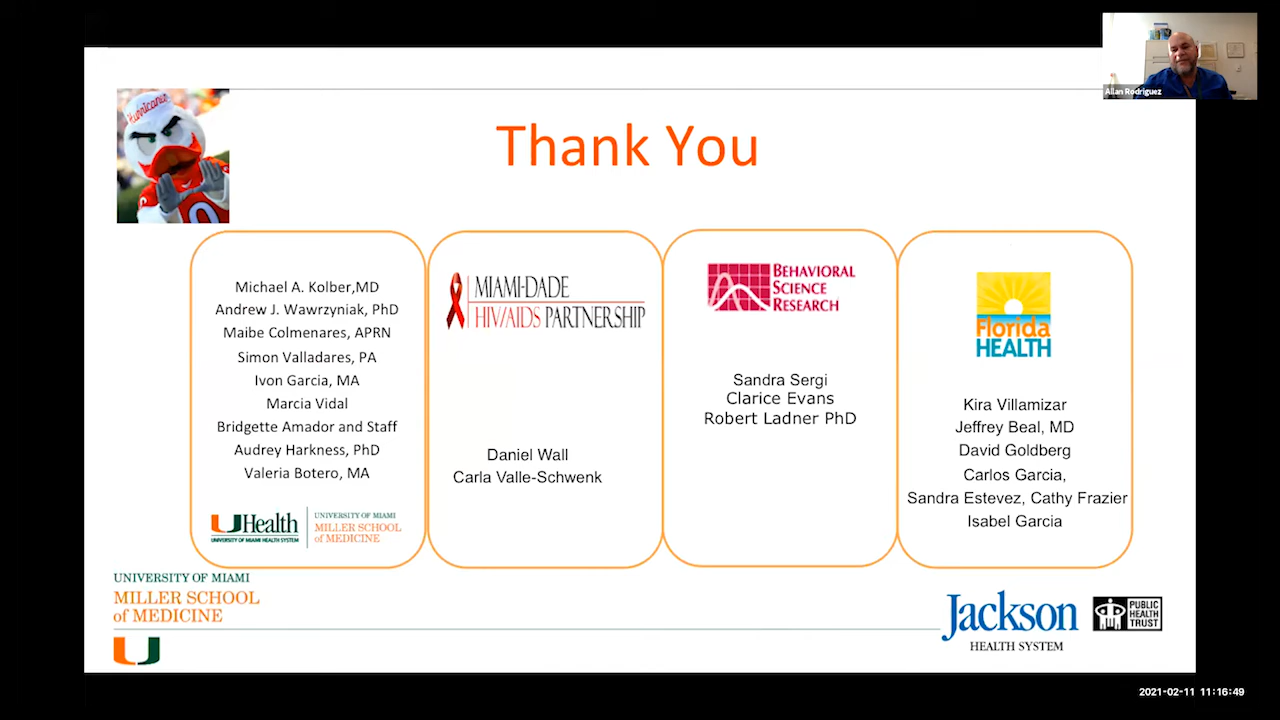 Allan Rodriguez
Hurricanes
Thank You
Michael A. Kolber,MD
Andrew J. Wawrzyniak, PhD
Maibe Colmenares, APRN
Simon Valladares, PA
Ivon Garcia, MA
Marcia Vidal
Bridgette Amador and Staff
Audrey Harkness, PhD
Valeria Botero, MA
UHealth
UNIVERSITY OF MIAMI HEALTH SYSTEM
UNIVERSITY OF MIAMI
MILLER SCHOOL
of MEDICINE
MIAMI-DADE
HIV/AIDS PARTNERSHIP
Daniel Wall
Carla Valle-Schwenk
BEHAVIORAL
SCIENCE
RESEARCH
Sandra Sergi
Clarice Evans
Robert Ladner PhD
Florida
HEALTH
Kira Villamizar
Jeffrey Beal, MD
David Goldberg
Carlos Garcia,
Sandra Estevez, Cathy Frazier
Isabel Garcia
UNIVERSITY OF MIAMI
MILLER SCHOOL
of MEDICINE
U
Jackson
HEALTH SYSTEM
PUBLIC
HEALTH
TRUST
2021-02-11 11:16:49